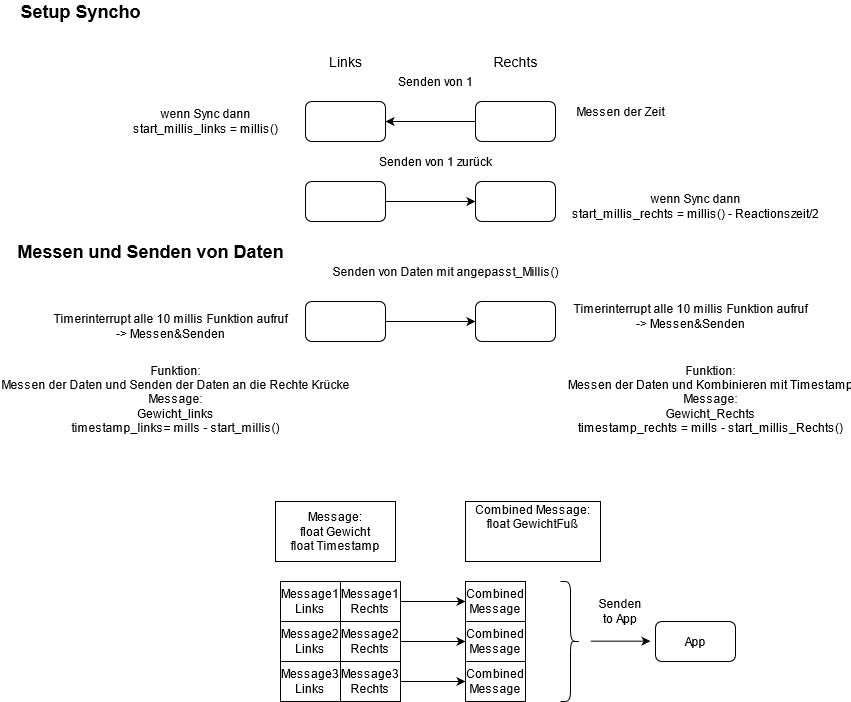 Setup Syncho
Links
Rechts
Senden von 1
wenn Sync dann
start_millis_links = millis()
Messen der Zeit
Senden von 1 zurück
wenn Sync dann
start_millis_rechts = millis() - Reactionszeit/2
Messen und Senden von Daten
Senden von Daten mit angepasst_Millis()
Timerinterrupt alle 10 millis Funktion aufruf
-> Messen&Senden
Timerinterrupt alle 10 millis Funktion aufruf
-> Messen&Senden
Funktion:
Messen der Daten und Senden der Daten an die Rechte Krücke
Message:
Gewicht_links
timestamp_links= mills - start_millis()
Funktion:
Messen der Daten und Kombinieren mit Timestamp
Message:
Gewicht_Rechts
timestamp_rechts = mills - start_millis_Rechts()
Message:
float Gewicht
float Timestamp
Combined Message:
float GewichtFuß
Message1
Links
Message1
Rechts
Combined
Message
Message2
Links
Message2
Rechts
Combined
Message
Message3
Links
Message3
Rechts
Combined
Message
Senden
to App
App